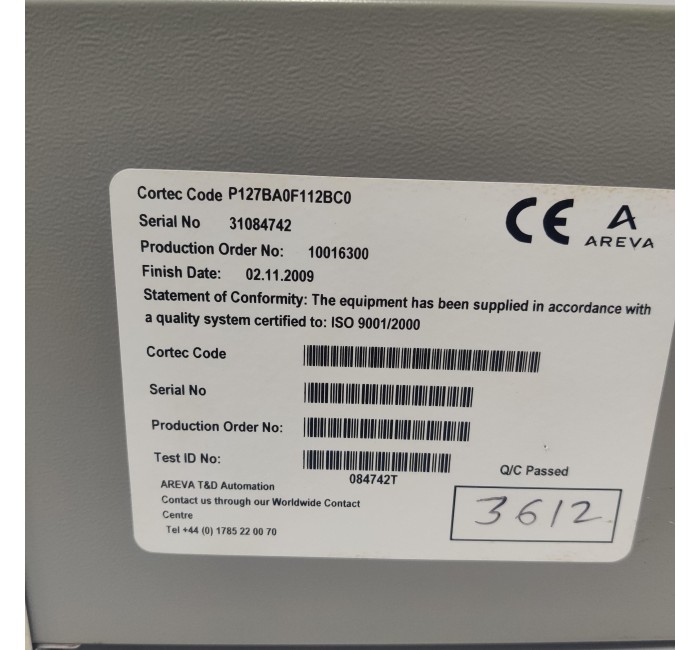 Cortec Code P127BA0F112BC0
Serial No 31084742
Production Order No: 10016300
Finish Date: 02.11.2009
CE AREVA
Statement of Conformity: The equipment has been supplied in accordance with
a quality system certified to: ISO 9001/2000
Cortec Code
Serial No
Production Order No:
Test ID No:
084742T
Q/C Passed
3612
AREVA T&D Automation
Contact us through our Worldwide Contact
Centre
Tel +44 (0) 1785 22 00 70